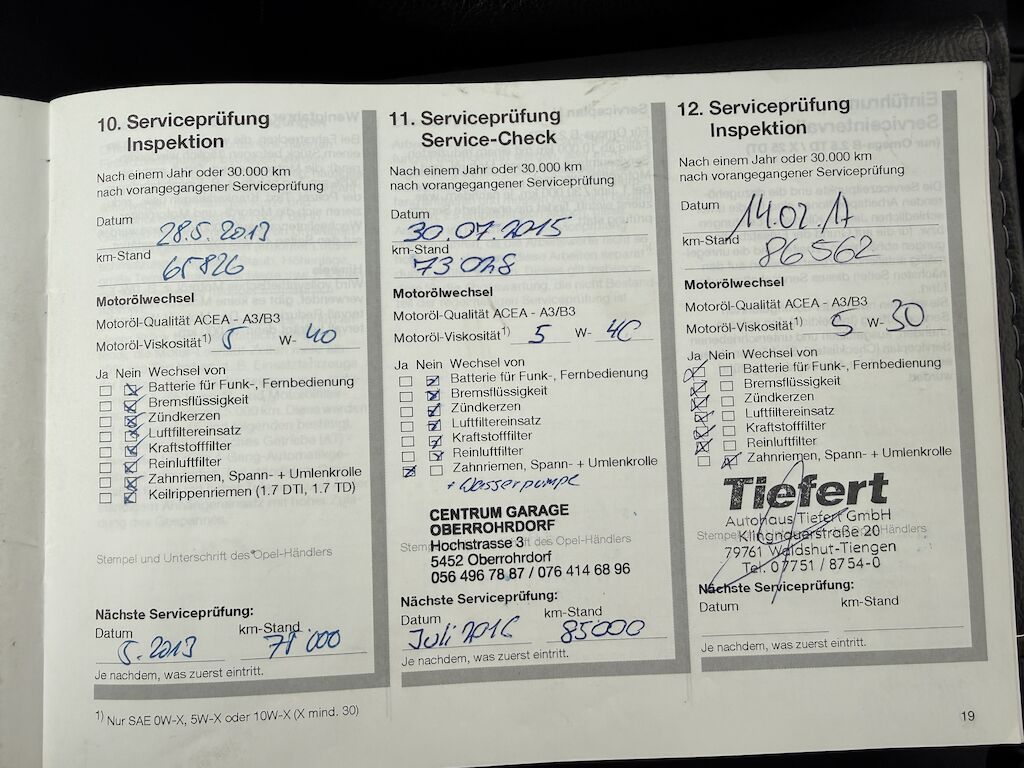 10. Serviceprüfung
Inspektion
Nach einem Jahr oder 30.000 km
nach vorangegangener Serviceprüfung
Datum
28.5.2013
km-Stand
65826
Motorölwechsel
Motoröl-Qualität ACEA - A3/B3
Motoröl-Viskosität1) 5 W- 40
Ja Nein Wechsel von
Batterie für Funk-, Fernbedienung
Bremsflüssigkeit
Zündkerzen
Luftfiltereinsatz
Kraftstofffilter
Reinluftfilter
Zahnriemen, Spann- + Umlenkrolle
Keilrippenriemen (1.7 DTI, 1.7 TD)
Stempel und Unterschrift des Opel-Händlers
Nächste Serviceprüfung:
Datum km-Stand
5.2013
Je nachdem, was zuerst eintritt.
1) Nur SAE 0W-X, 5W-X oder 10W-X (X mind. 30)
11. Serviceprüfung
Service-Check
Nach einem Jahr oder 30.000 km
nach vorangegangener Serviceprüfung
Datum
30.07.2015
km-Stand
73028
Motorölwechsel
Motoröl-Qualität ACEA - A3/B3
Motoröl-Viskosität1) 5 W- 40
Ja Nein Wechsel von
Batterie für Funk-, Fernbedienung
Bremsflüssigkeit
Zündkerzen
Luftfiltereinsatz
Kraftstofffilter
Reinluftfilter
Zahnriemen, Spann- + Umlenkrolle
+ Wasserpumpe
CENTRUM GARAGE
OBERROHRDORF
Hochstrasse 3
Stempel des Opel-Händlers
5452 Oberrohrdorf
056 496 78 87 / 076 414 68 96
Nächste Serviceprüfung:
Datum km-Stand
Juli 2016 85000
Je nachdem, was zuerst eintritt.
12. Serviceprüfung
Inspektion
Nach einem Jahr oder 30.000 km
nach vorangegangener Serviceprüfung
Datum
14.02.17
km-Stand
86562
Motorölwechsel
Motoröl-Qualität ACEA - A3/B3
Motoröl-Viskosität1) 5 W- 30
Ja Nein Wechsel von
Batterie für Funk-, Fernbedienung
Bremsflüssigkeit
Zündkerzen
Luftfiltereinsatz
Kraftstofffilter
Reinluftfilter
Zahnriemen, Spann- + Umlenkrolle
Tiefert
Autohaus Tiefert GmbH
Klingnauerstraße 20
79761 Waldshut-Tiengen
Tel. 07751 / 8754-0
Nächste Serviceprüfung:
Datum km-Stand
Je nachdem, was zuerst eintritt.
19